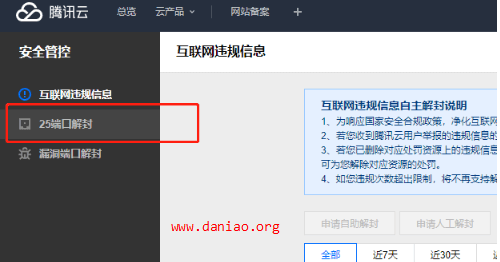 腾讯云 总览 云产品 网站备案 +
安全管控
互联网违规信息
互联网违规信息
25端口解封
漏洞端口解封
互联网违规信息自主解封说明
1、为响应国家安全合规政策，净化互联网
2、若您收到腾讯云用户举报的违规信息的
3、若已删除对应处罚资源上的违规信息
可为您解除对应资源的处罚。
4、如您违规次数超出限制，将不再支持解
www.daniao.org
申请自助解封 申请人工解封
全部 近7天 近30天